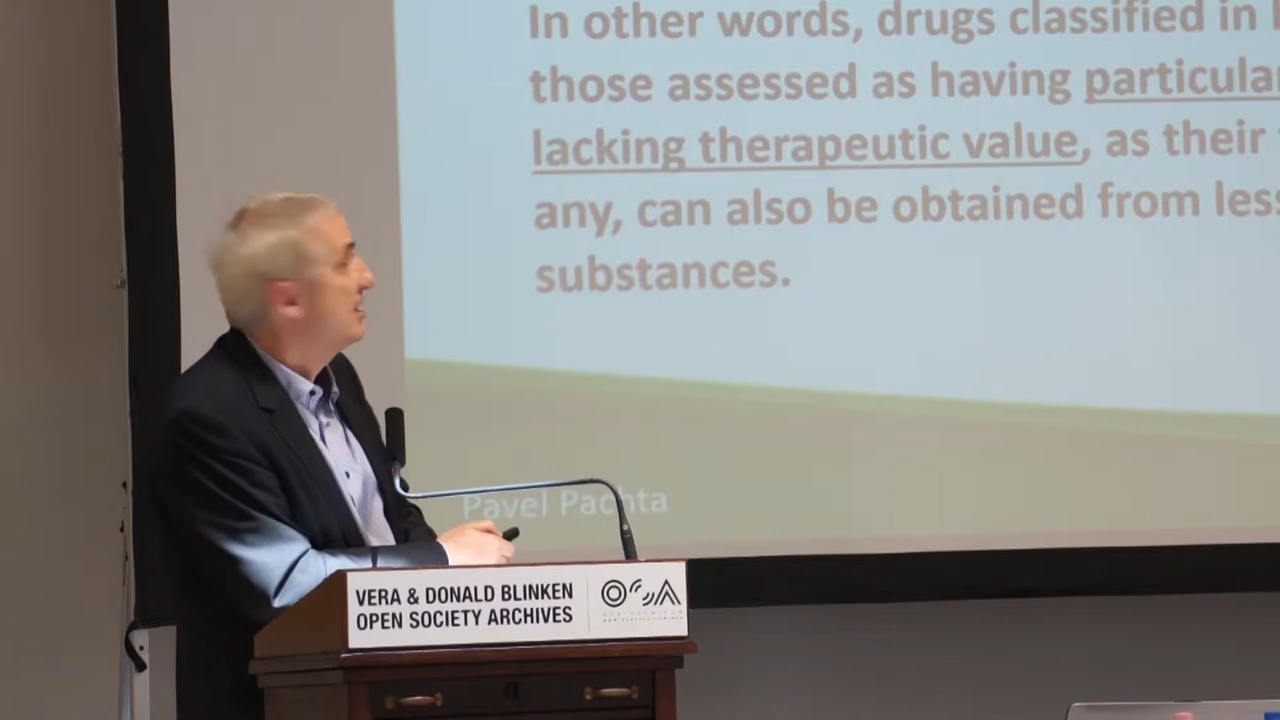 In other words, drugs classified in
those assessed as having particular
lacking therapeutic value, as their
any, can also be obtained from less
substances.
Pavel Pachta
VERA & DONALD BLINKEN
OPEN SOCIETY ARCHIVES
OSA